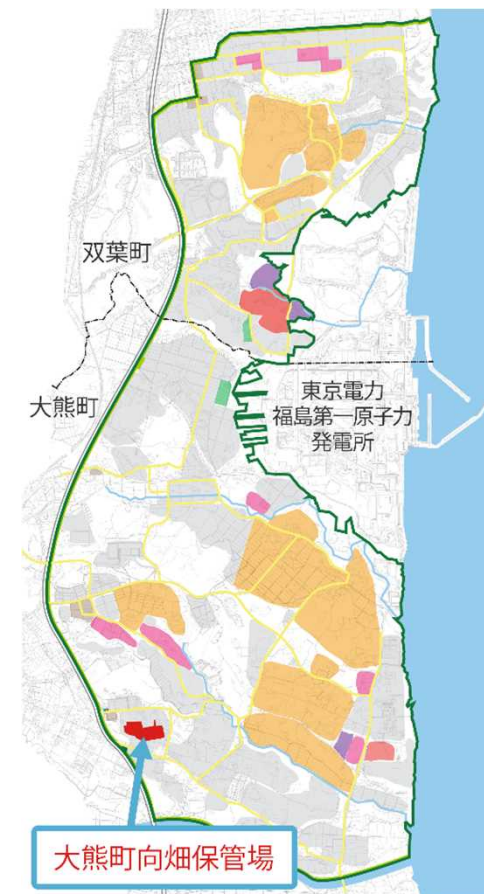 双葉町
大熊町
東京電力
福島第一原子力
発電所
大熊町向畑保管場